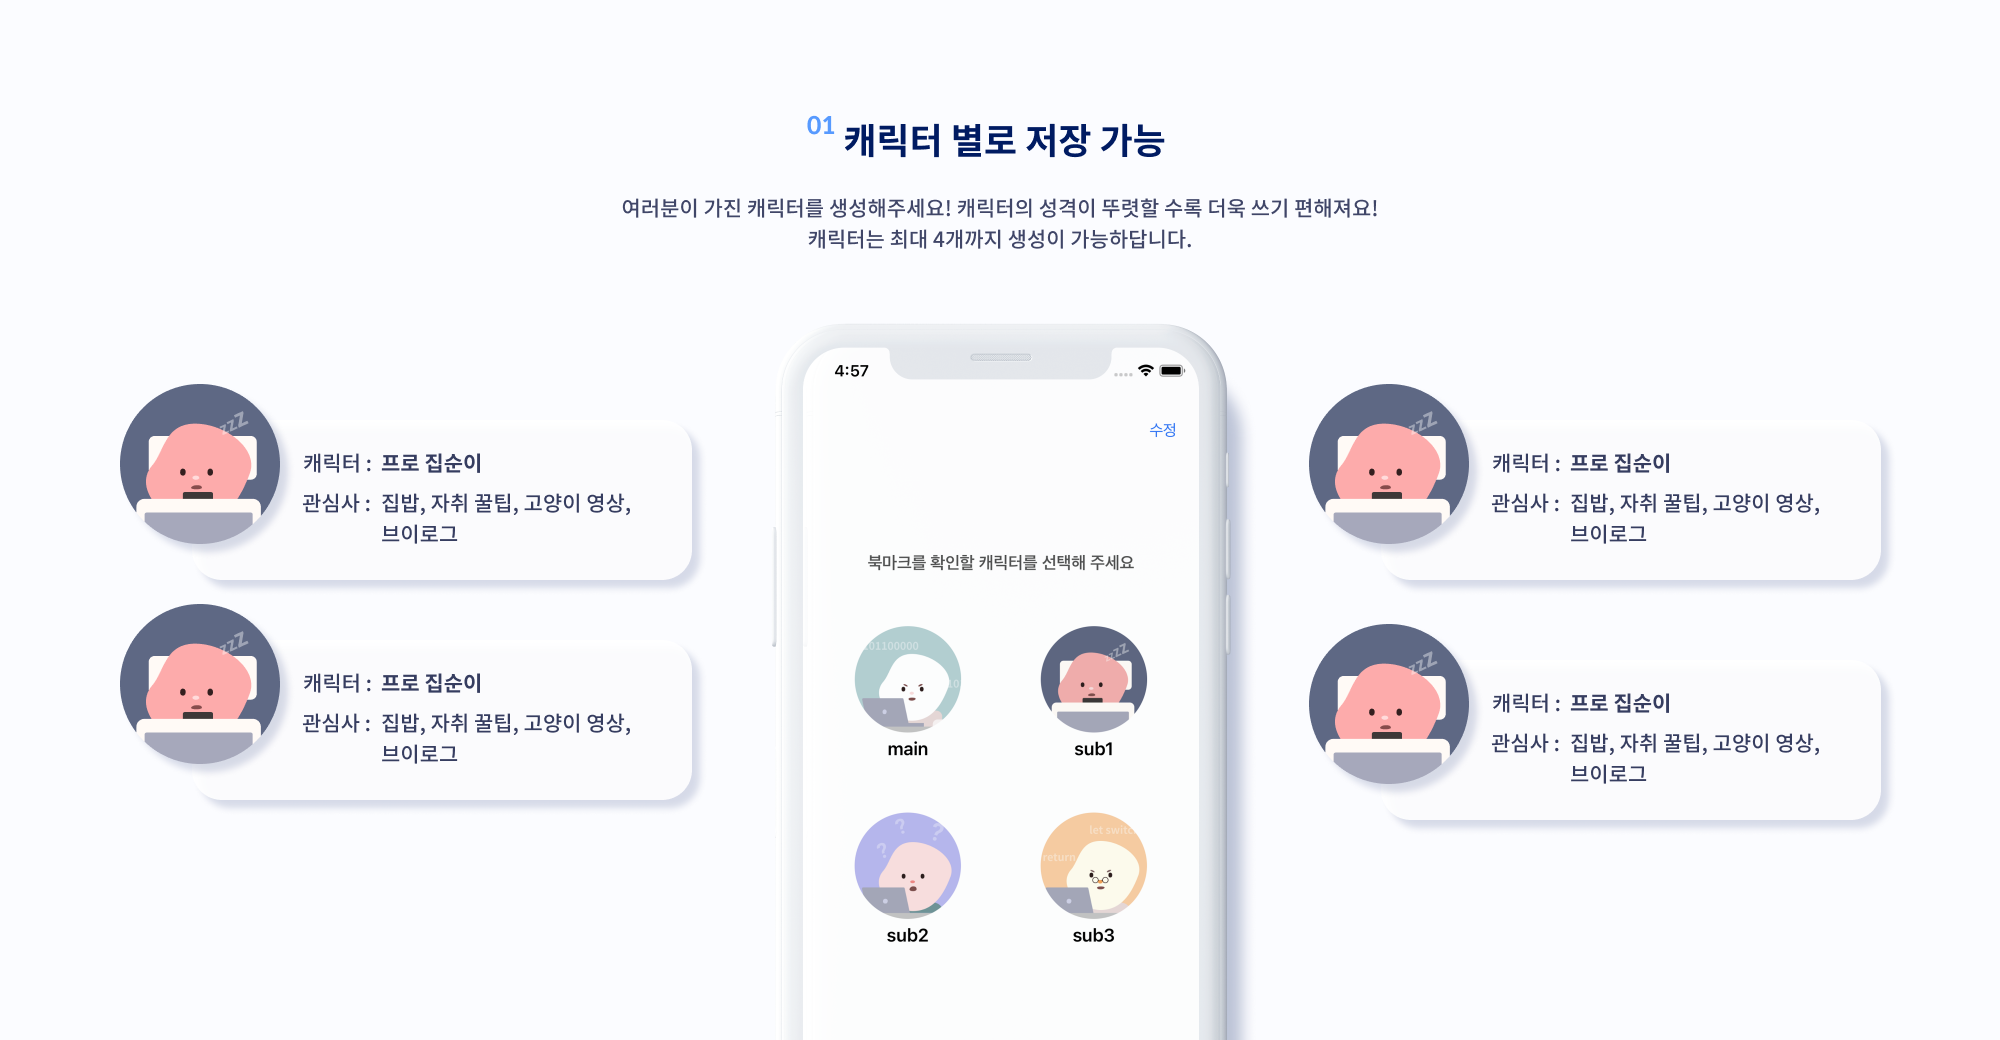 01 캐릭터 별로 저장 가능
여러분이 가진 캐릭터를 생성해주세요! 캐릭터의 성격이 뚜렷할 수록 더욱 쓰기 편해져요!
캐릭터는 최대 4개까지 생성이 가능하답니다.
zzZ
캐릭터 : 프로 집순이
관심사 : 집밥, 자취 꿀팁, 고양이 영상,
브이로그
zzZ
캐릭터 : 프로 집순이
관심사 : 집밥, 자취 꿀팁, 고양이 영상,
브이로그
4:57
수정
북마크를 확인할 캐릭터를 선택해 주세요
01100000
10
main
zzZ
sub1
? ? ?
sub2
let switc
return
sub3
zzZ
캐릭터 : 프로 집순이
관심사 : 집밥, 자취 꿀팁, 고양이 영상,
브이로그
zzZ
캐릭터 : 프로 집순이
관심사 : 집밥, 자취 꿀팁, 고양이 영상,
브이로그